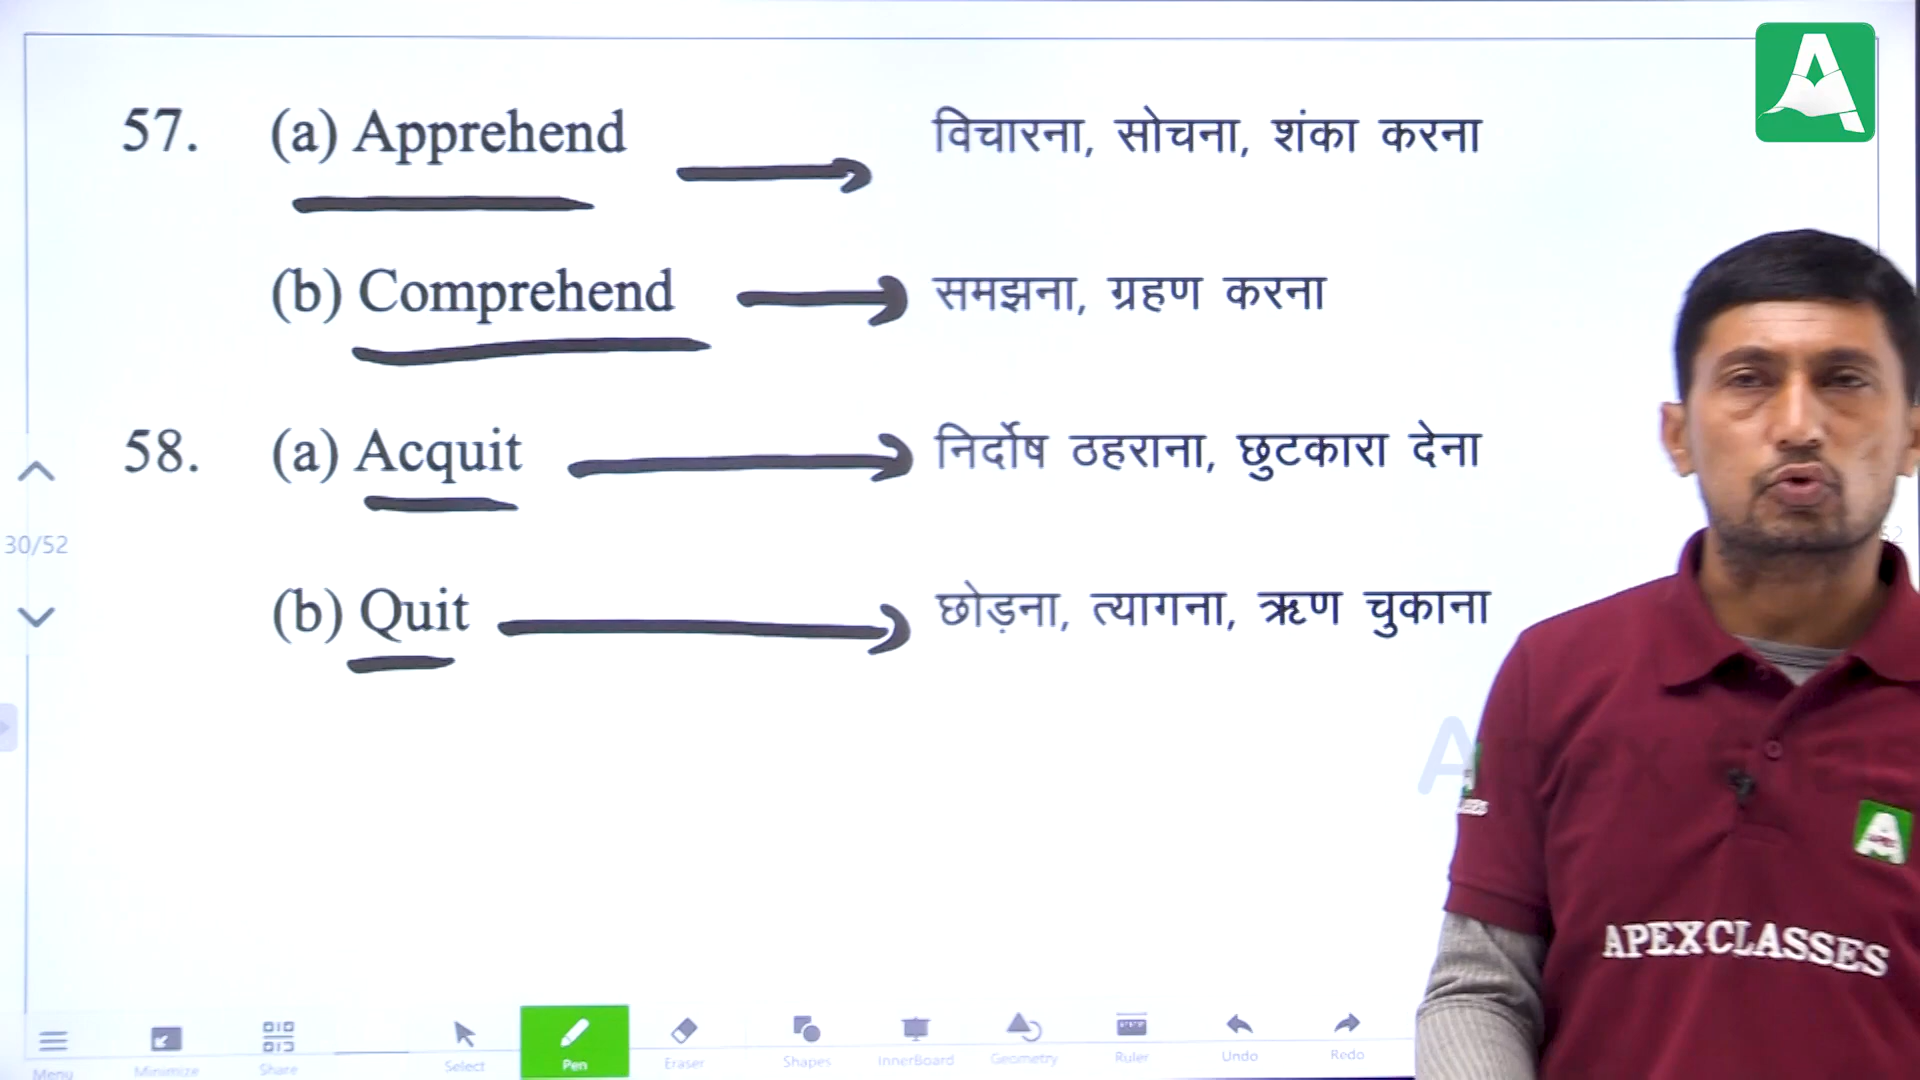 57. (a) Apprehend विचारना, सोचना, शंका करना
(b) Comprehend समझना, ग्रहण करना
58. (a) Acquit निर्दोष ठहराना, छुटकारा देना
(b) Quit छोड़ना, त्यागना, ऋण चुकाना
30/52
APEXCLASSES
Menu Minimize Share Select Pen Eraser Shapes InnerBoard Geometry Ruler Undo Redo